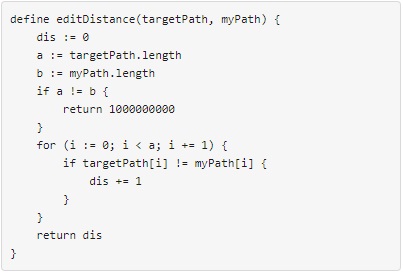 define editDistance(targetPath, myPath) {
    dis := 0
    a := targetPath.length
    b := myPath.length
    if a != b {
        return 1000000000
    }
    for (i := 0; i < a; i += 1) {
        if targetPath[i] != myPath[i] {
            dis += 1
        }
    }
    return dis
}